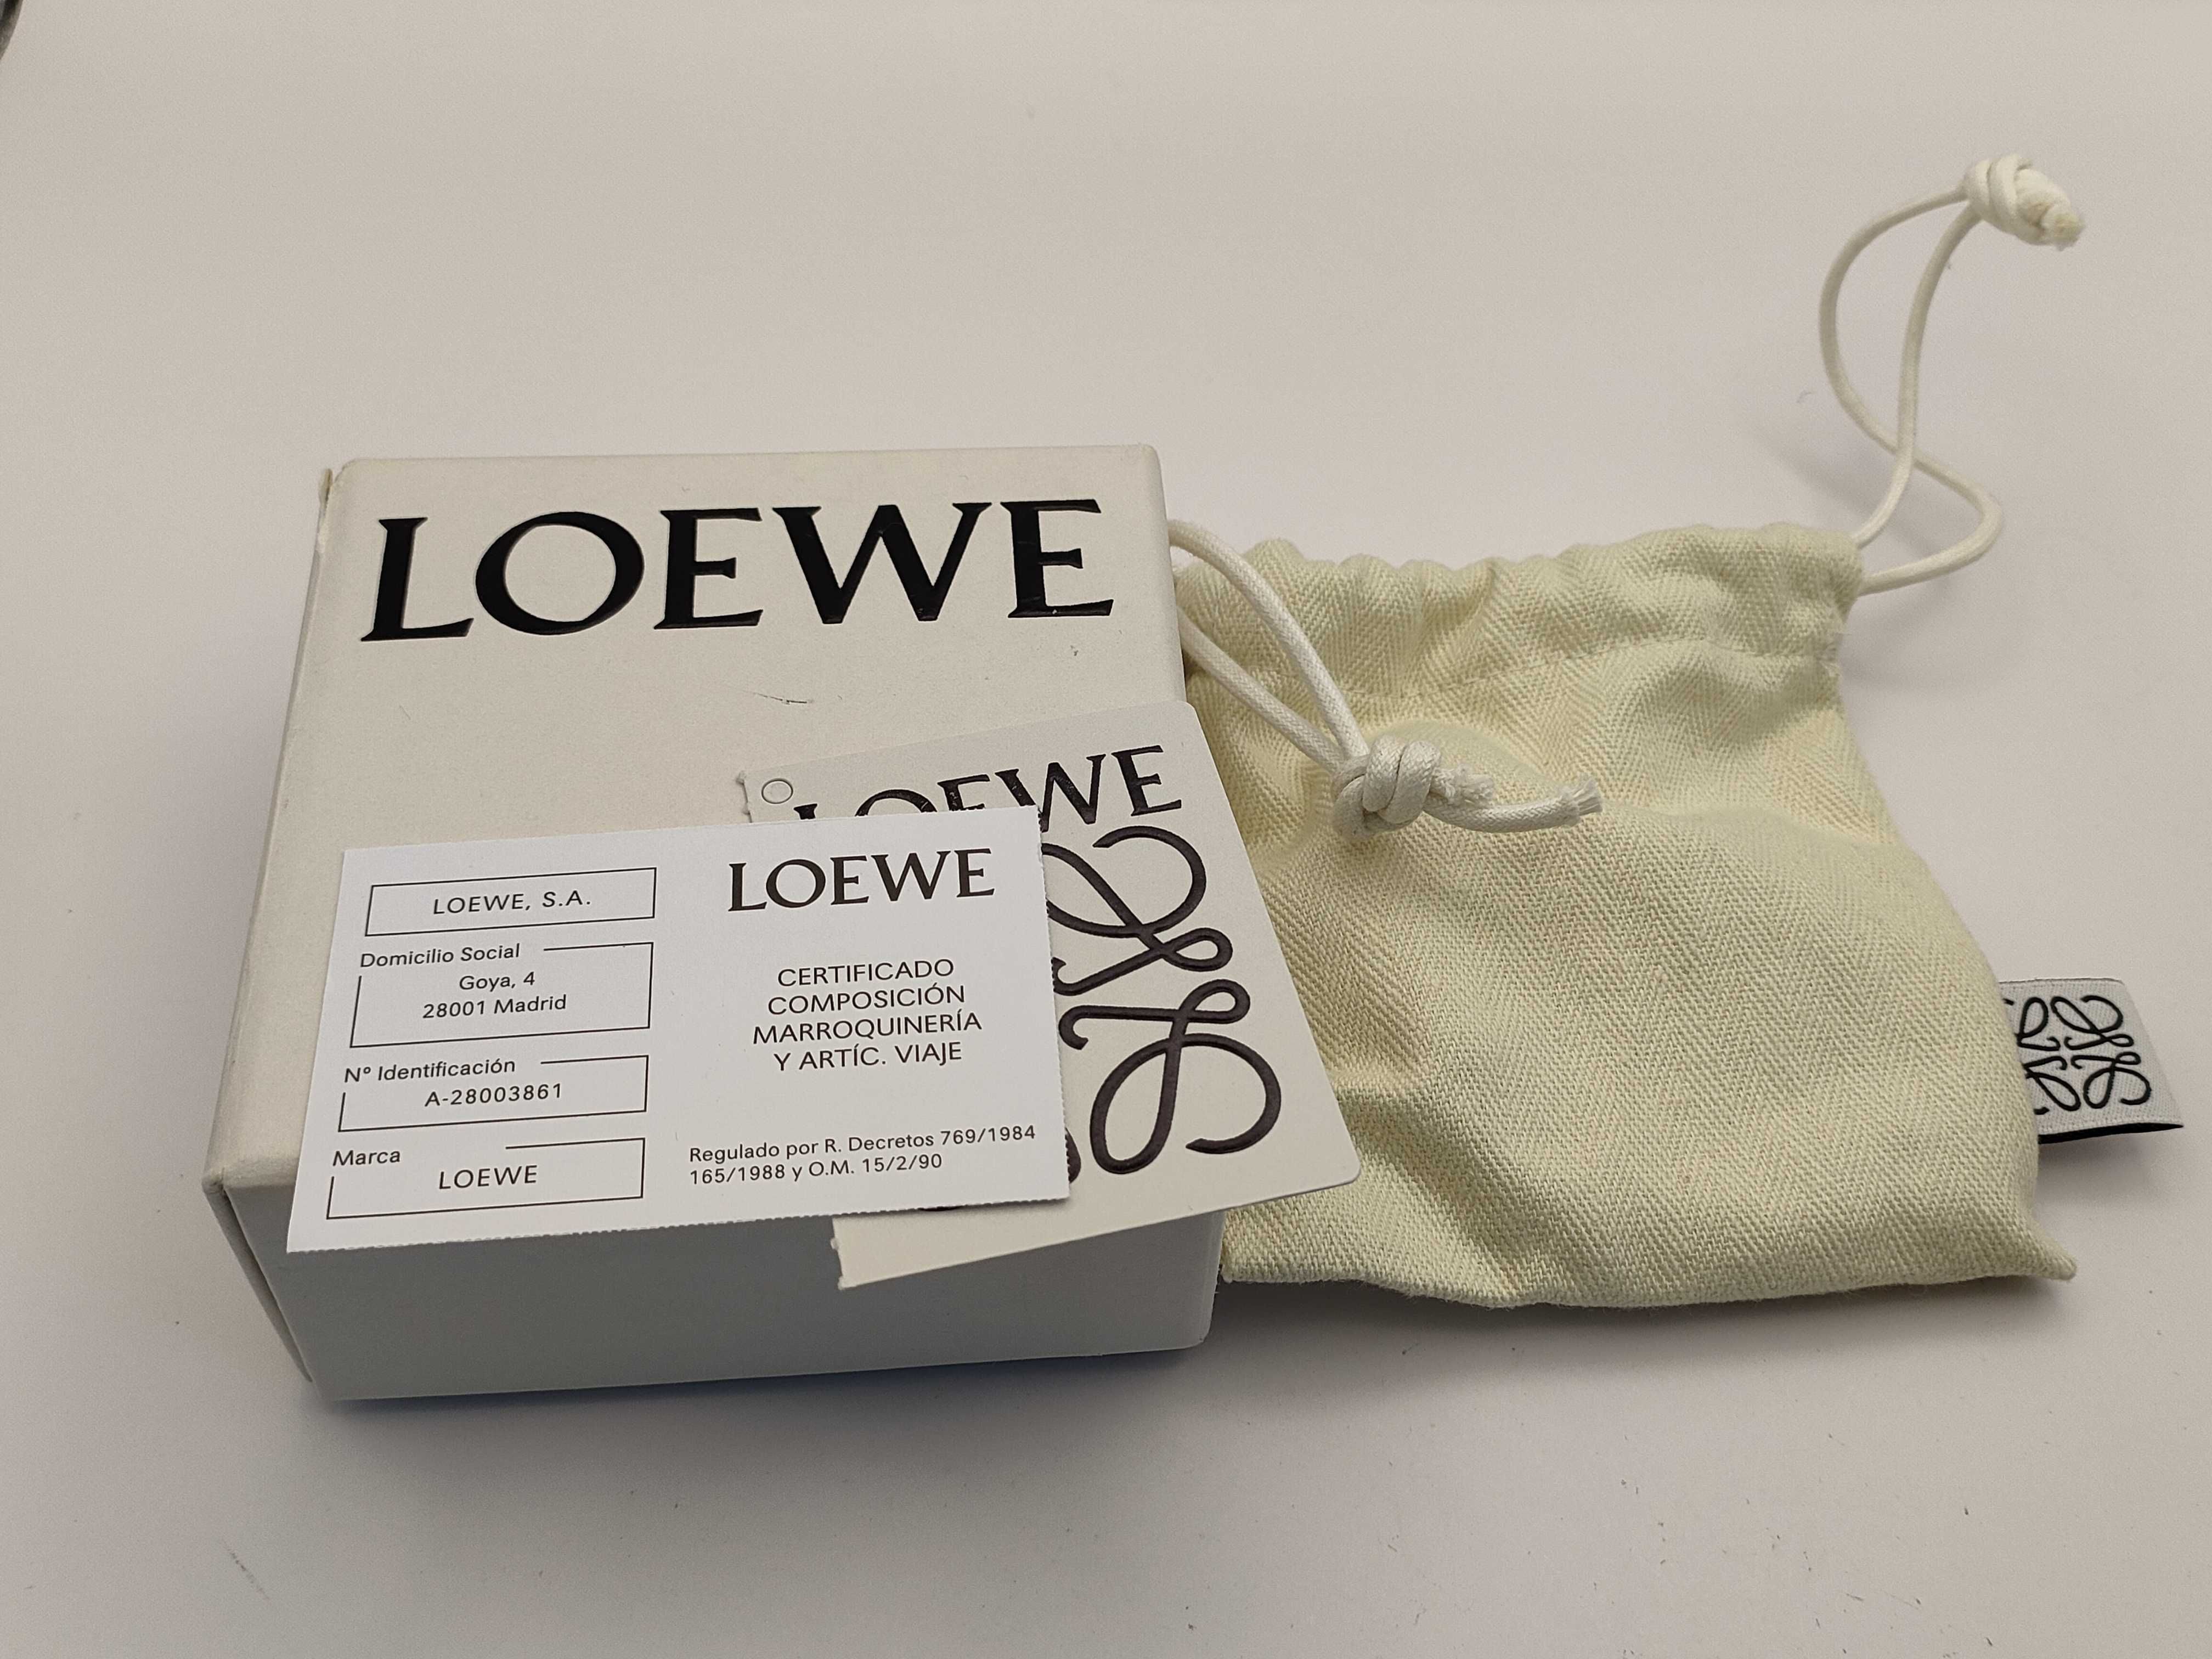 LOEWE
LOEWE
LOEWE, S.A.
Domicilio Social
Goya, 4
28001 Madrid
Nº Identificación
A-28003861
Marca
LOEWE
LOEWE
CERTIFICADO
COMPOSICIÓN
MARROQUINERÍA
Y ARTÍC. VIAJE
Regulado por R. Decretos 769/1984
165/1988 y O.M. 15/2/90